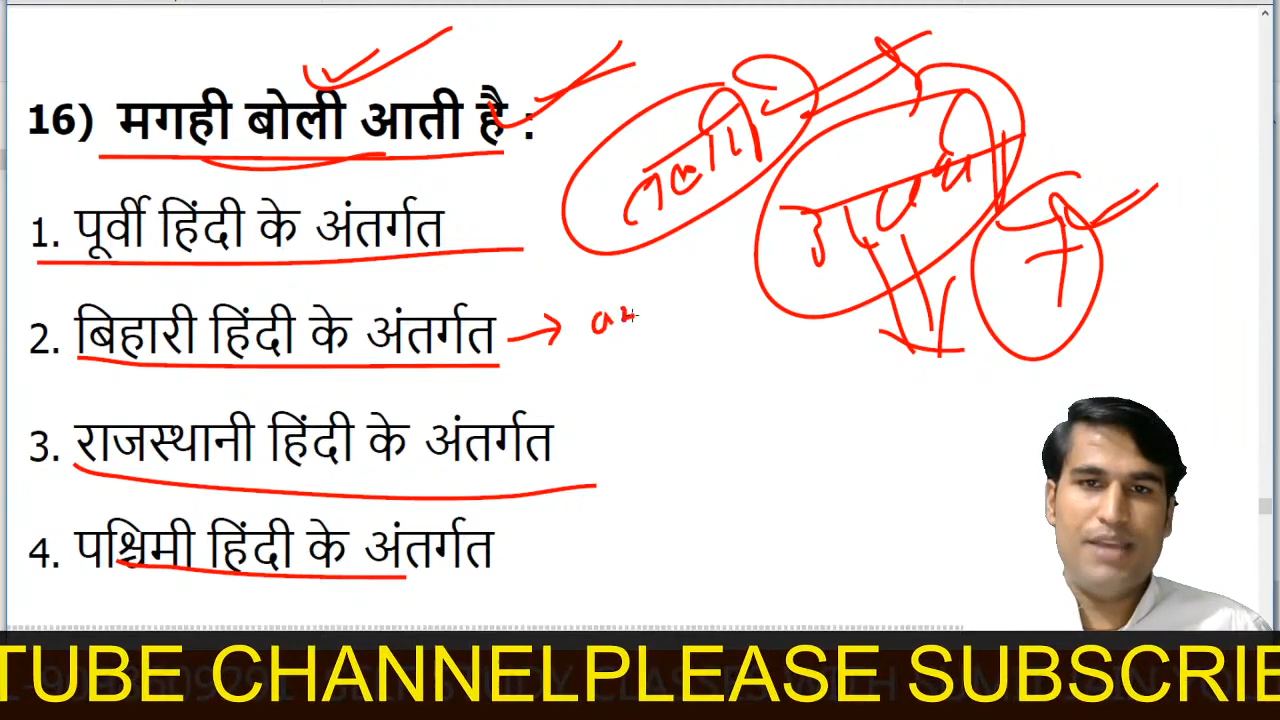 16) मगही बोली आती है :
1. पूर्वी हिंदी के अंतर्गत
2. बिहारी हिंदी के अंतर्गत
3. राजस्थानी हिंदी के अंतर्गत
4. पश्चिमी हिंदी के अंतर्गत
TUBE CHANNELPLEASE SUBSCRIE